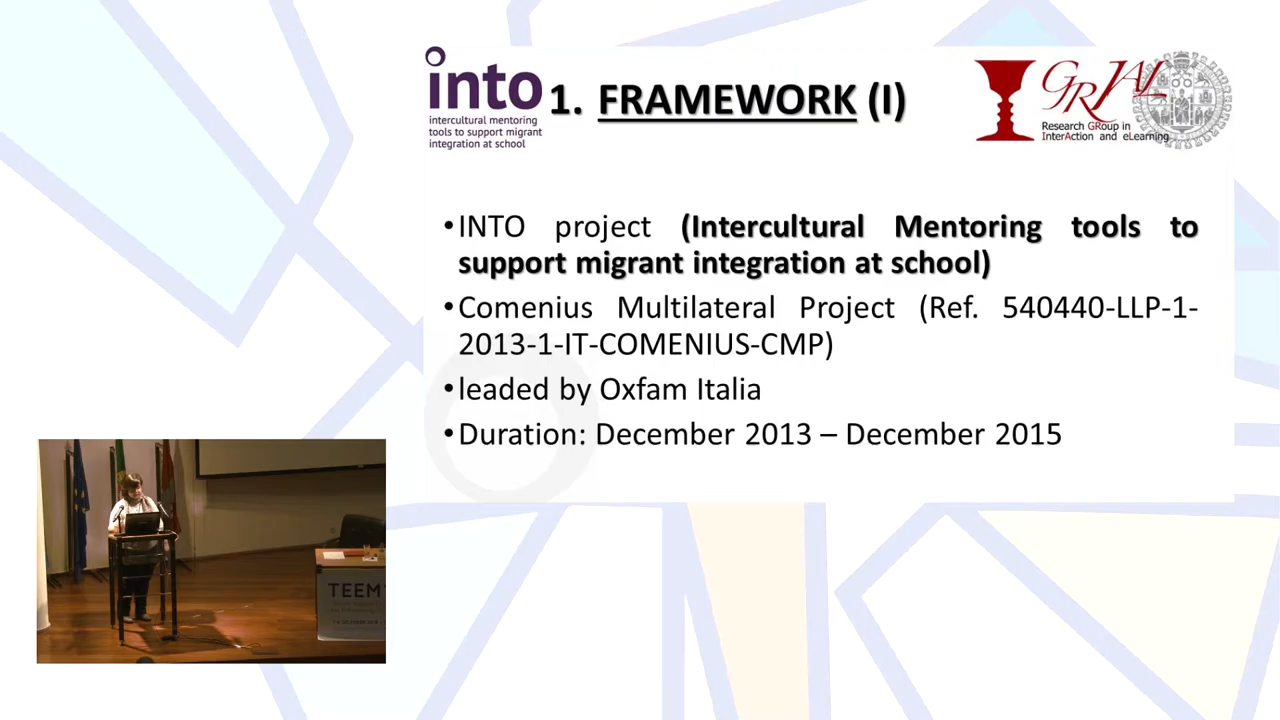 into
intercultural mentoring
tools to support migrant
integration at school
1. FRAMEWORK (I)
GRIAL
Research GRoup in
InterAction and eLearning
•INTO project (Intercultural Mentoring tools to
support migrant integration at school)
•Comenius Multilateral Project (Ref. 540440-LLP-1-
2013-1-IT-COMENIUS-CMP)
•leaded by Oxfam Italia
•Duration: December 2013 – December 2015
TEEM